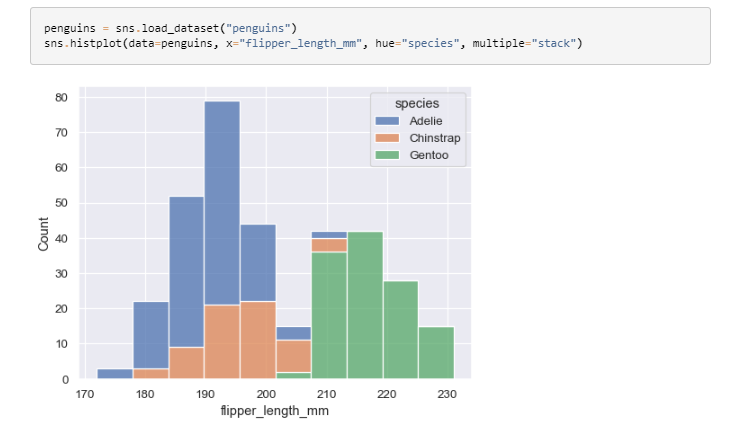 penguins = sns.load_dataset("penguins")
sns.histplot(data=penguins, x="flipper_length_mm", hue="species", multiple="stack")
80
70
60
50
40
30
20
10
0
Count
species
Adelie
Chinstrap
Gentoo
170 180 190 200 210 220 230
flipper_length_mm